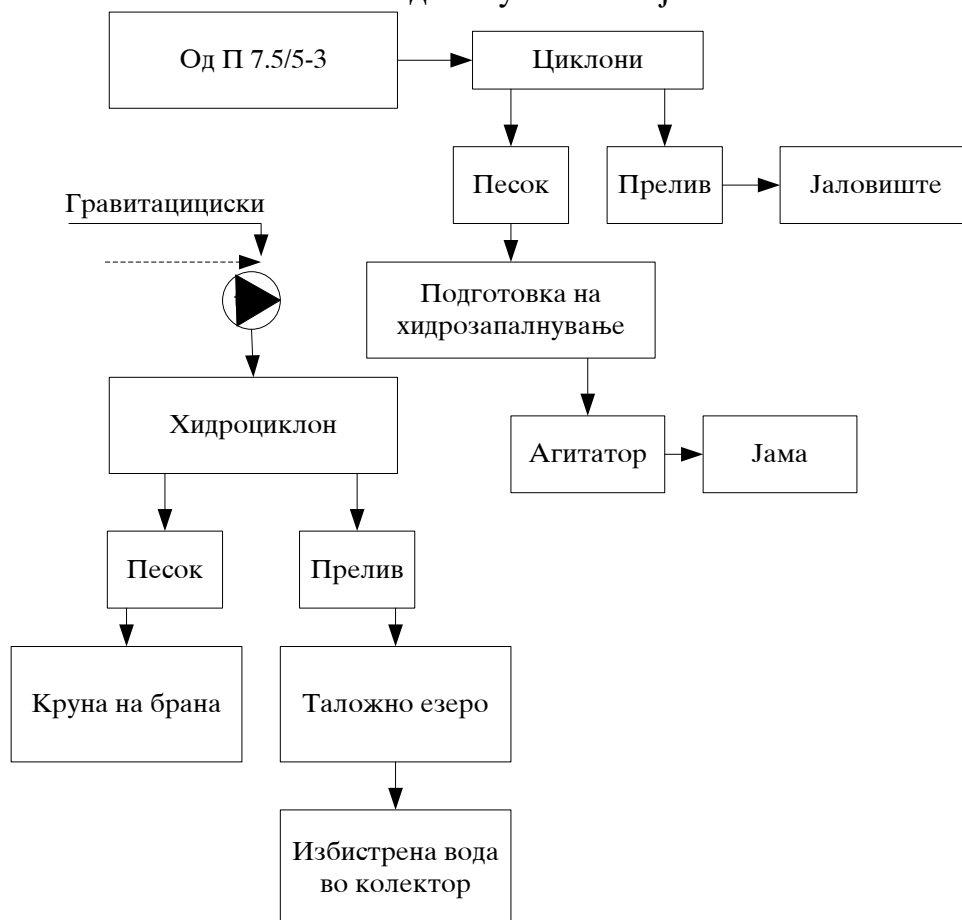 Од П 7.5/5-3
Циклони
Песок
Прелив
Јаловиште
Гравитацициски
Подготовка на
хидрозапалнување
Хидроциклон
Агитатор
Јама
Песок
Прелив
Круна на брана
Таложно езеро
Избистрена вода
во колектор